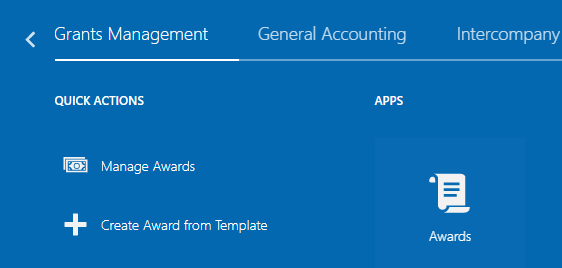 Grants Management General Accounting Intercompany
QUICK ACTIONS
APPS
Manage Awards
Create Award from Template
Awards